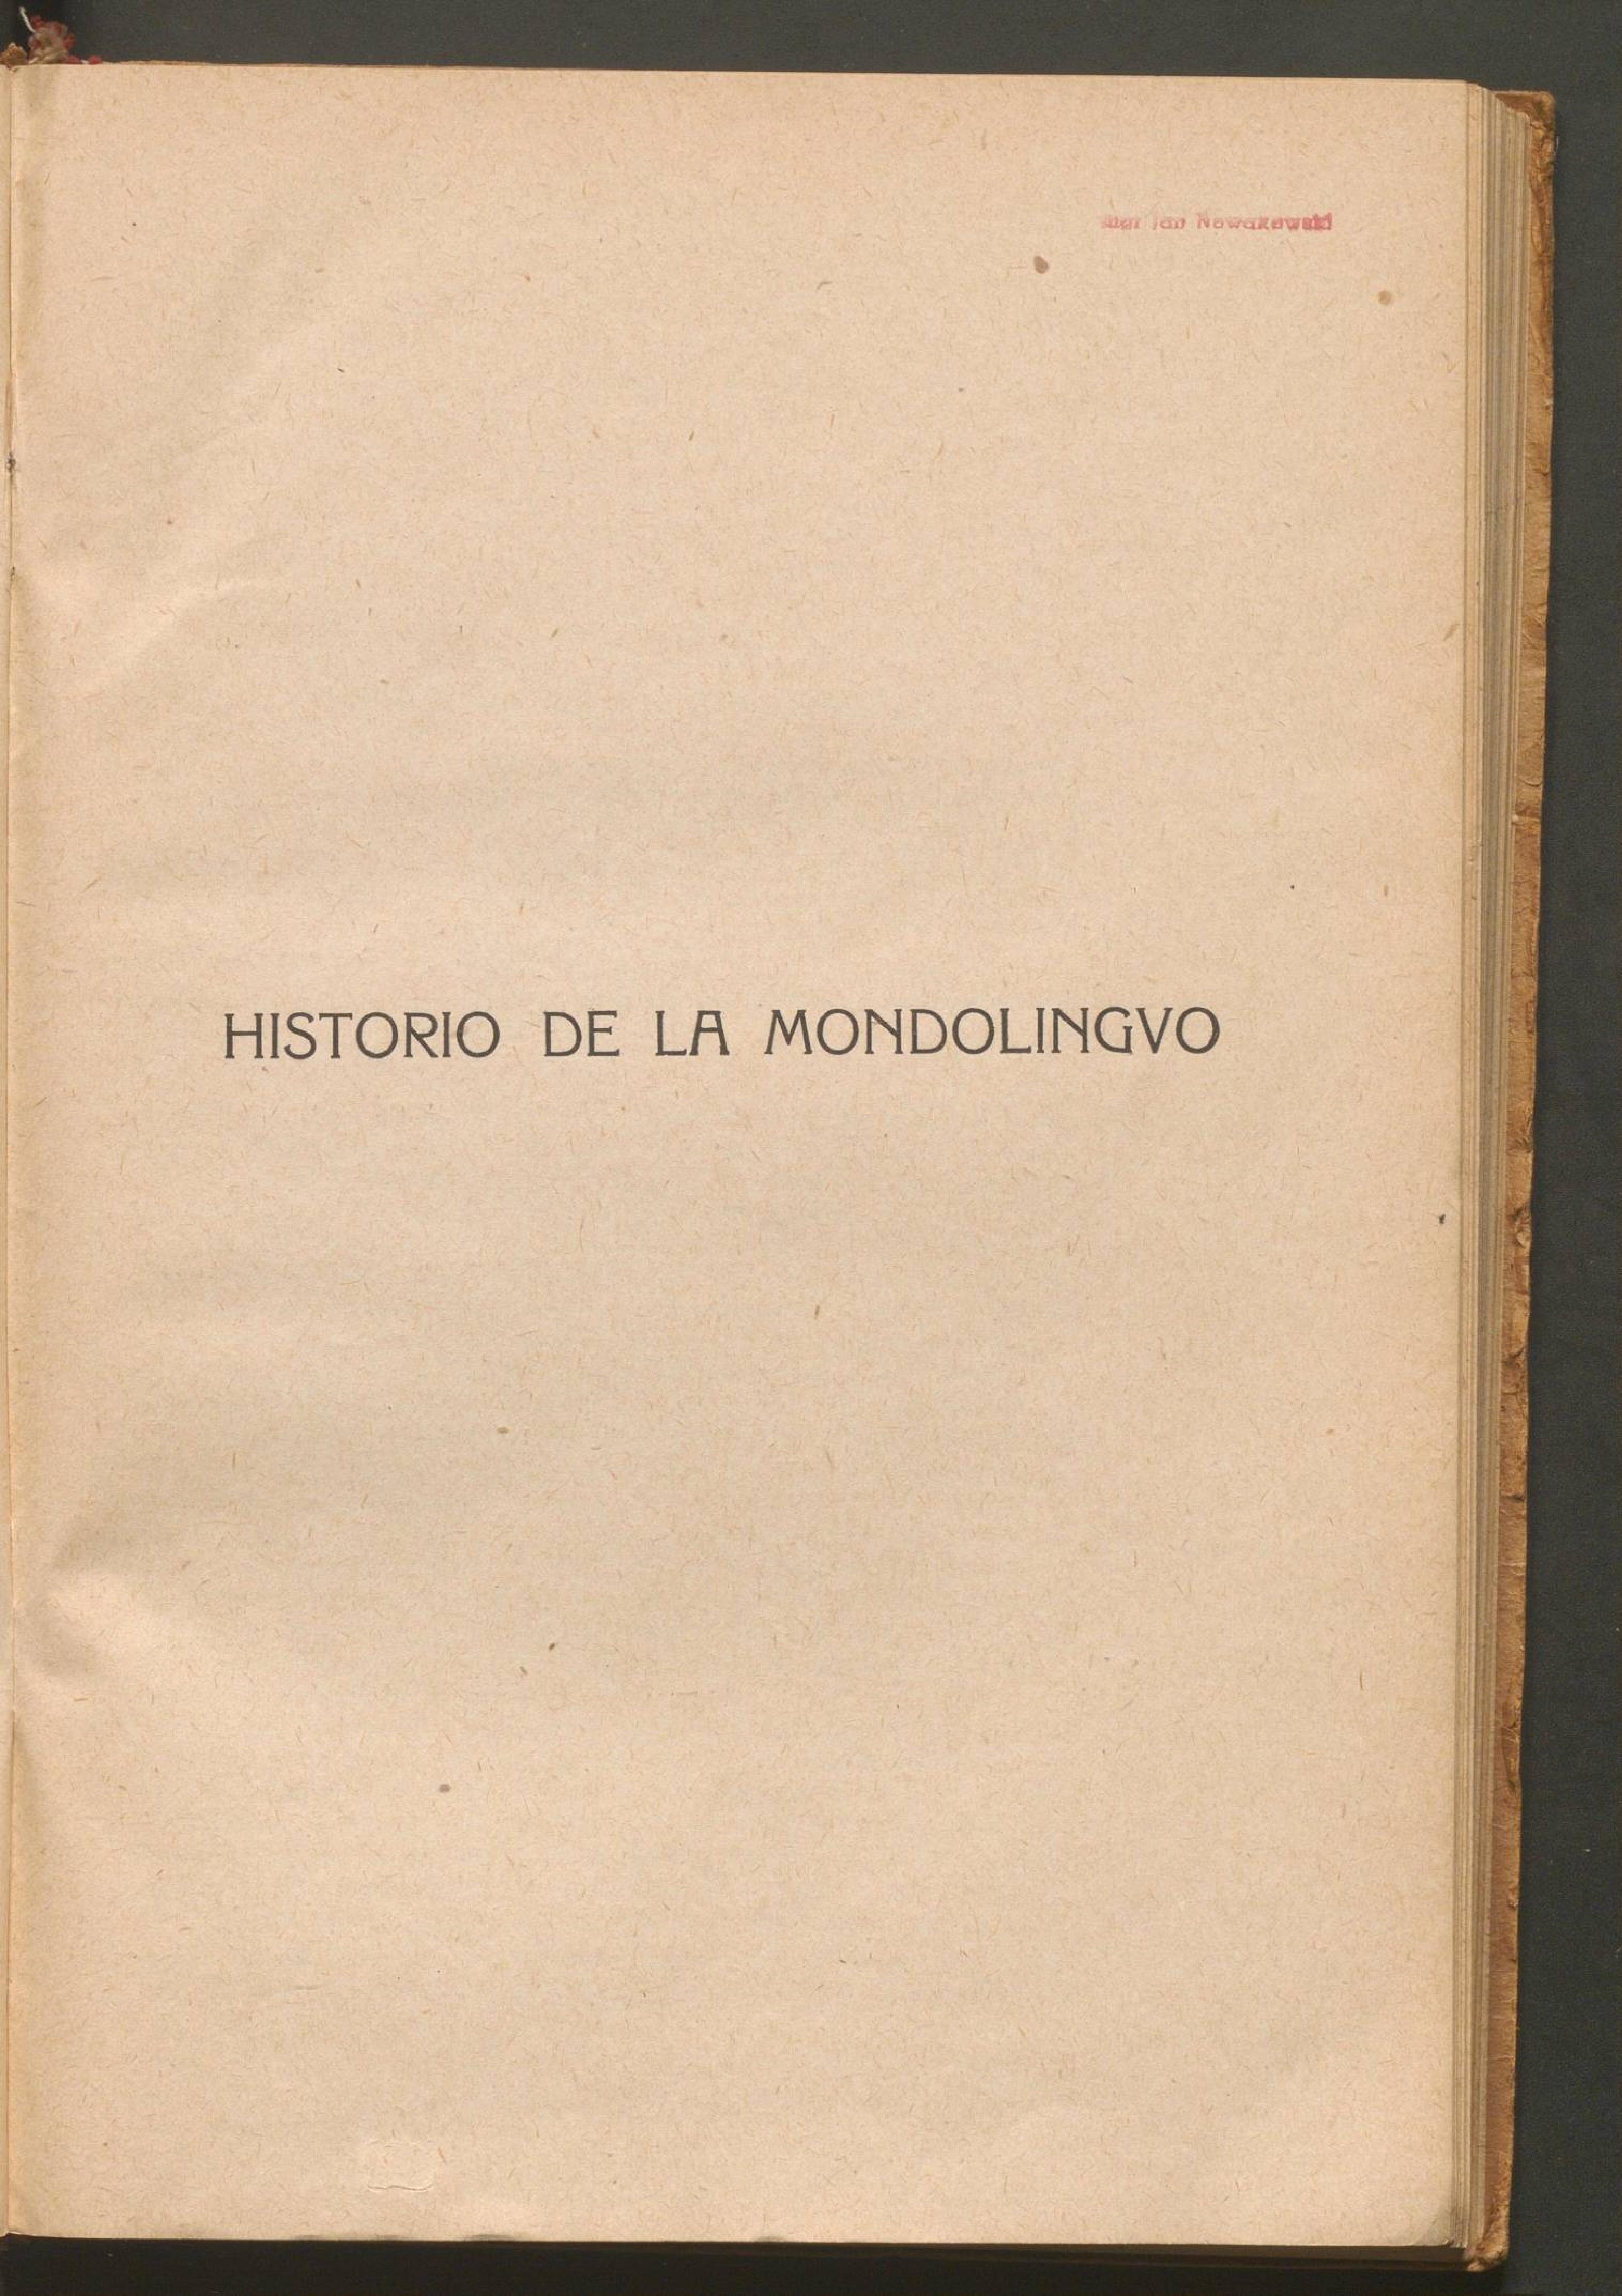 Jan Nowakowski
HISTORIO DE LA MONDOLINGVO